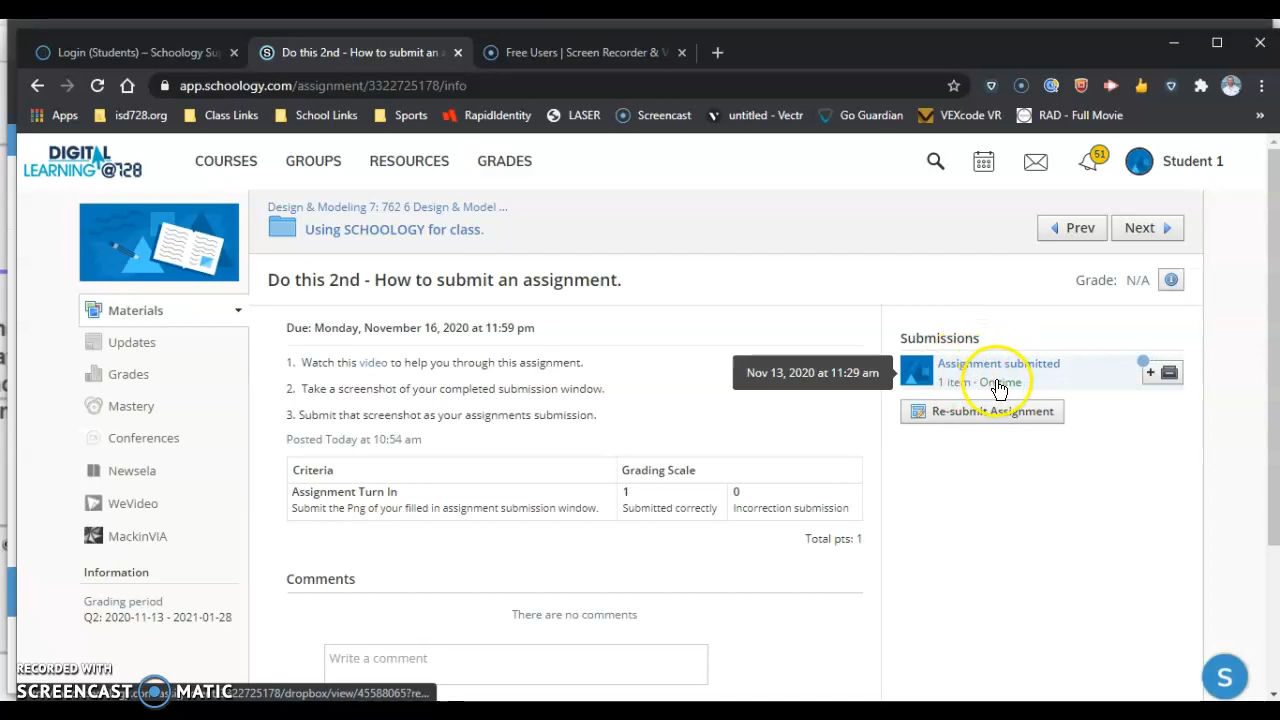 Login (Students) – Schoology Su
Do this 2nd - How to submit an
Free Users | Screen Recorder & V
app.schoology.com/assignment/3322725178/info
Apps
isd728.org
Class Links
School Links
Sports
RapidIdentity
LASER
Screencast
untitled - Vectr
Go Guardian
VEXcode VR
RAD - Full Movie
»
DIGITAL
LEARNING @728
COURSES
GROUPS
RESOURCES
GRADES
51
Student 1
Design & Modeling 7: 762 6 Design & Model ...
Using SCHOOLOGY for class.
Prev
Next
Do this 2nd - How to submit an assignment.
Grade: N/A
Materials
Updates
Grades
Mastery
Conferences
Newsela
WeVideo
MackinVIA
Information
Grading period
Q2: 2020-11-13 - 2021-01-28
Due: Monday, November 16, 2020 at 11:59 pm
1. Watch this video to help you through this assignment.
2. Take a screenshot of your completed submission window.
3. Submit that screenshot as your assignments submission.
Posted Today at 10:54 am
Criteria
Grading Scale
Assignment Turn In
1
0
Submit the Png of your filled in assignment submission window.
Submitted correctly
Incorrection submission
Total pts: 1
Comments
There are no comments
Write a comment
Submissions
Nov 13, 2020 at 11:29 am
Assignment submitted
1 item · On time
Re-submit Assignment
S
RECORDED WITH
SCREENCAST MATIC
22725178/dropbox/view/45588065?re...